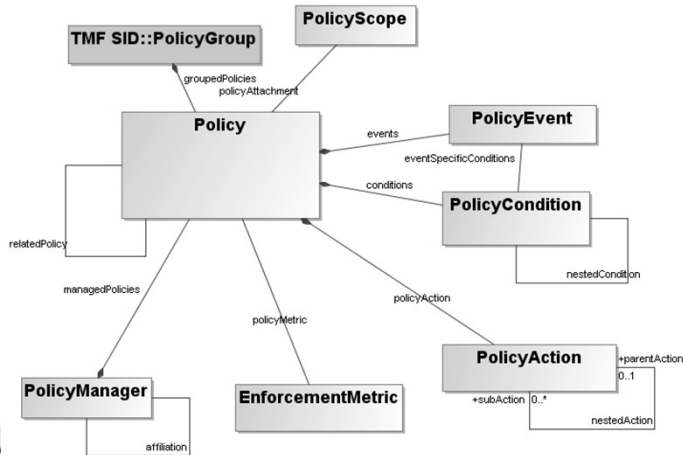 PolicyScope
TMF SID::PolicyGroup
groupedPolicies
policyAttachment
Policy
PolicyEvent
events
eventSpecificConditions
conditions
PolicyCondition
relatedPolicy
nestedCondition
managedPolicies
policyAction
policyMetric
PolicyAction
+parentAction
0..1
PolicyManager
EnforcementMetric
+subAction
0..*
nestedAction
affiliation